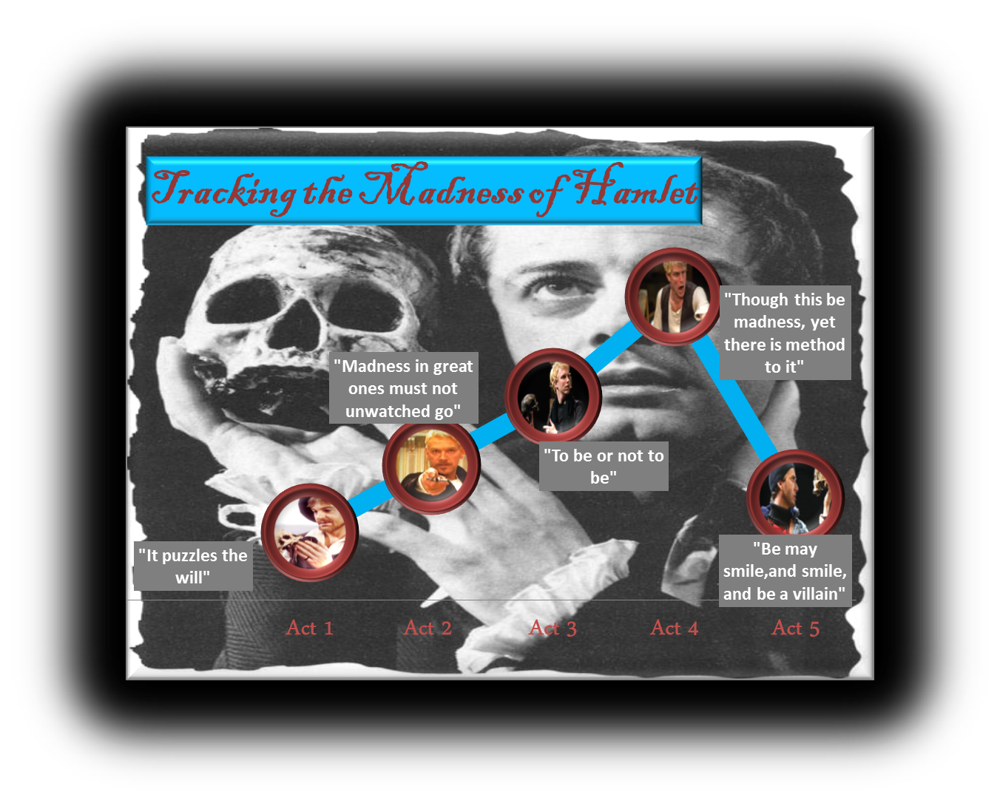 Tracking the Madness of Hamlet
"Though this be
madness, yet
there is method
to it"
"Madness in great
ones must not
unwatched go"
"To be or not to
be"
"It puzzles the
will"
"Be may
smile,and smile,
and be a villain"
Act 1
Act 2
Act 3
Act 4
Act 5